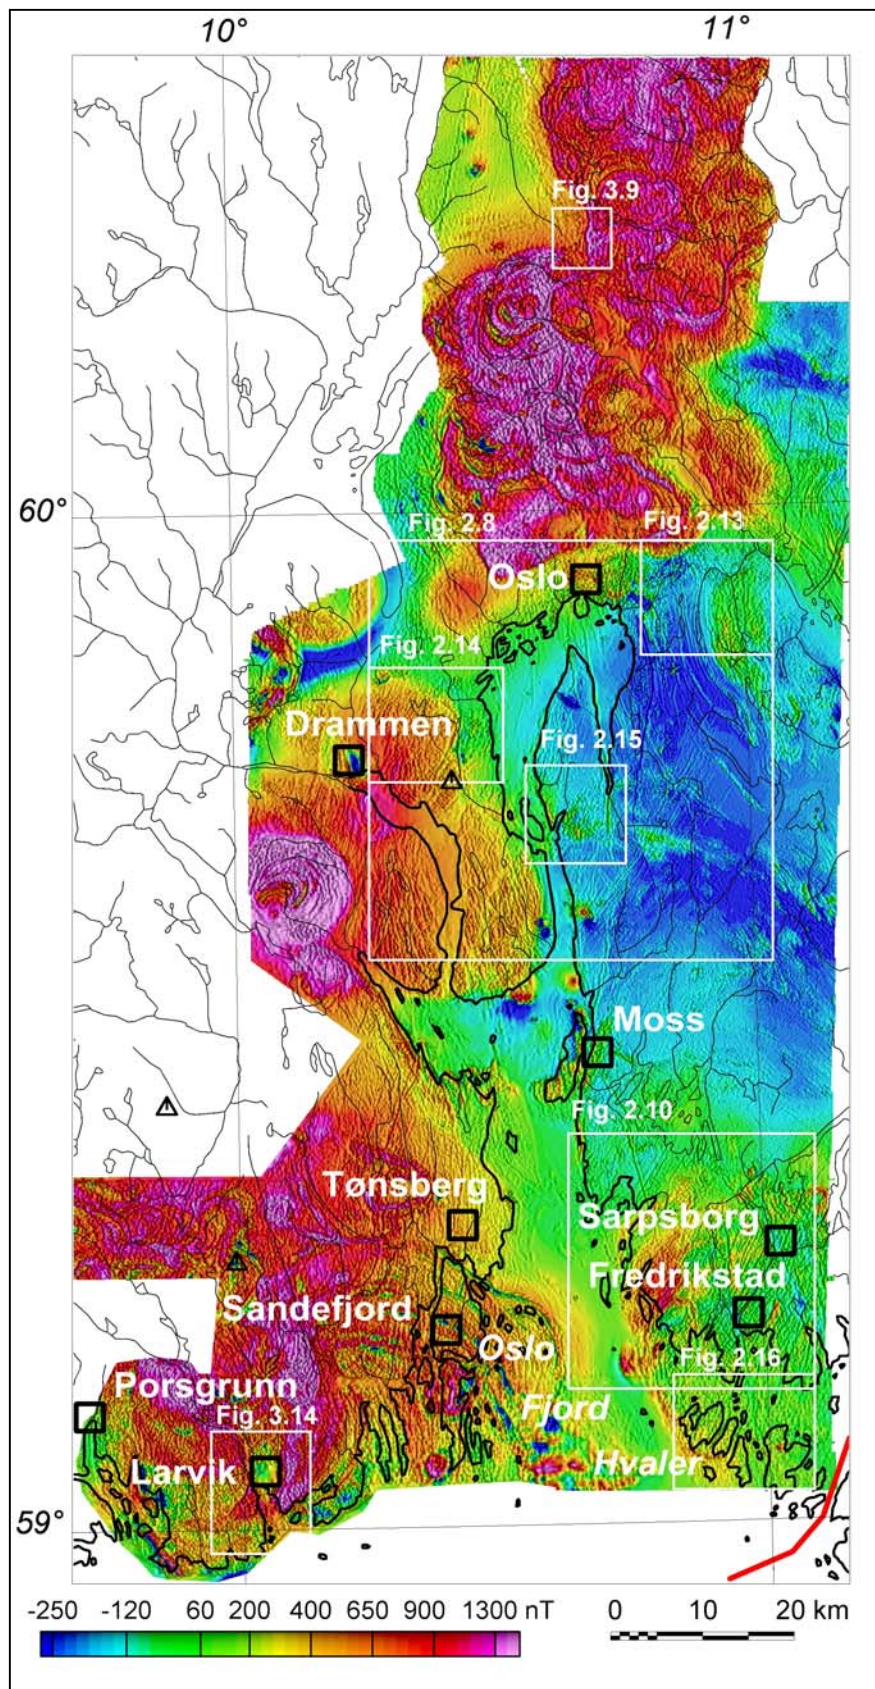 10° 11°
Fig. 3.9
60°
Fig. 2.8 Fig. 2.13
Oslo
Fig. 2.14
Drammen
Fig. 2.15
Moss
Fig. 2.10
Tønsberg
Sarpsborg
Fredrikstad
Sandefjord
Oslo
Fig. 2.16
Porsgrunn
Fjord
Fig. 3.14
Hvaler
Larvik
59°
-250 -120 60 200 400 650 900 1300 nT
0 10 20 km